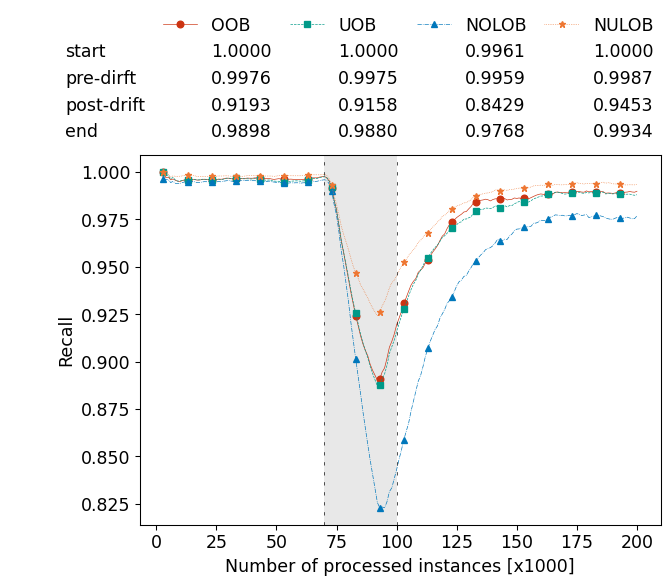 OOB UOB NOLOB NULOB
start 1.0000 1.0000 0.9961 1.0000
pre-dirft 0.9976 0.9975 0.9959 0.9987
post-drift 0.9193 0.9158 0.8429 0.9453
end 0.9898 0.9880 0.9768 0.9934
1.000
0.975
0.950
0.925
0.900
0.875
0.850
0.825
Recall
0 25 50 75 100 125 150 175 200
Number of processed instances [x1000]